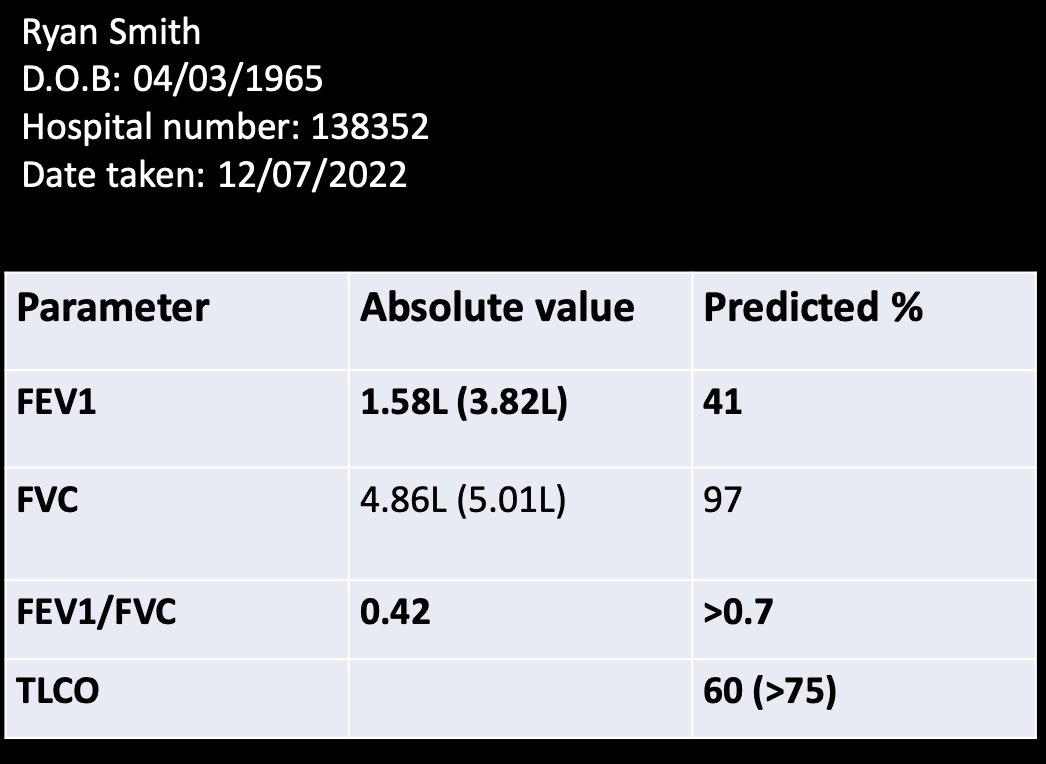 Ryan Smith
D.O.B: 04/03/1965
Hospital number: 138352
Date taken: 12/07/2022
Parameter Absolute value Predicted %
FEV1 1.58L (3.82L) 41
FVC 4.86L (5.01L) 97
FEV1/FVC 0.42 >0.7
TLCO 60 (>75)